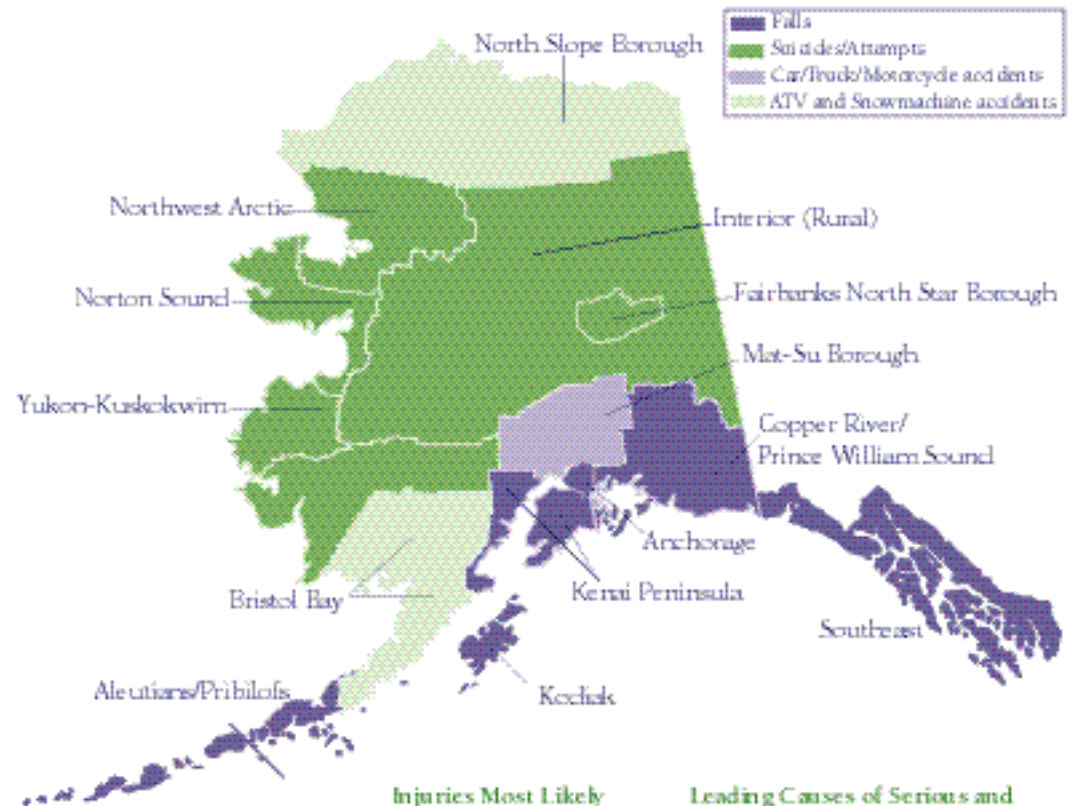 North Slope Borough
Falls
Suicides/Attempts
Car/Truck/Motorcycle accidents
ATV and Snowmachine accidents
Northwest Arctic
Interior (Rural)
Norton Sound
Fairbanks North Star Borough
Mat-Su Borough
Yukon-Kuskokwim
Copper River/
Prince William Sound
Anchorage
Bristol Bay
Kenai Peninsula
Southeast
Aleutians/Pribilofs
Kodiak
Injuries Most Likely
Leading Causes of Serious and